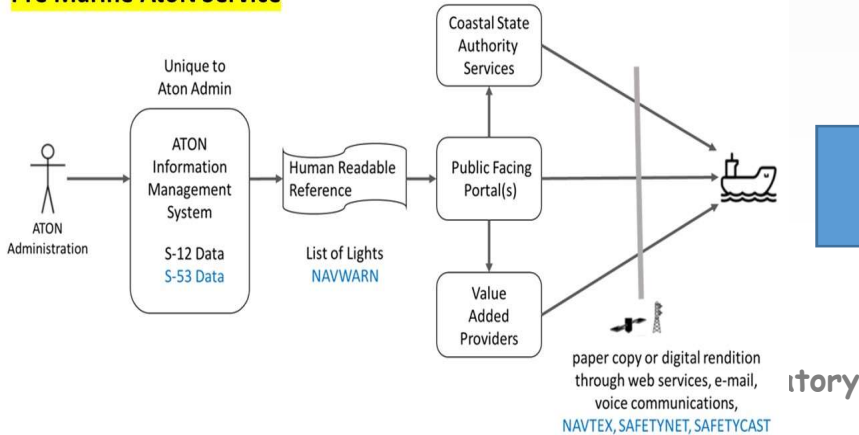 Unique to
Aton Admin
ATON
Administration
ATON
Information
Management
System
S-12 Data
S-53 Data
Human Readable
Reference
List of Lights
NAVWARN
Coastal State
Authority
Services
Public Facing
Portal(s)
Value
Added
Providers
paper copy or digital rendition
through web services, e-mail,
voice communications,
NAVTEX, SAFETYNET, SAFETYCAST